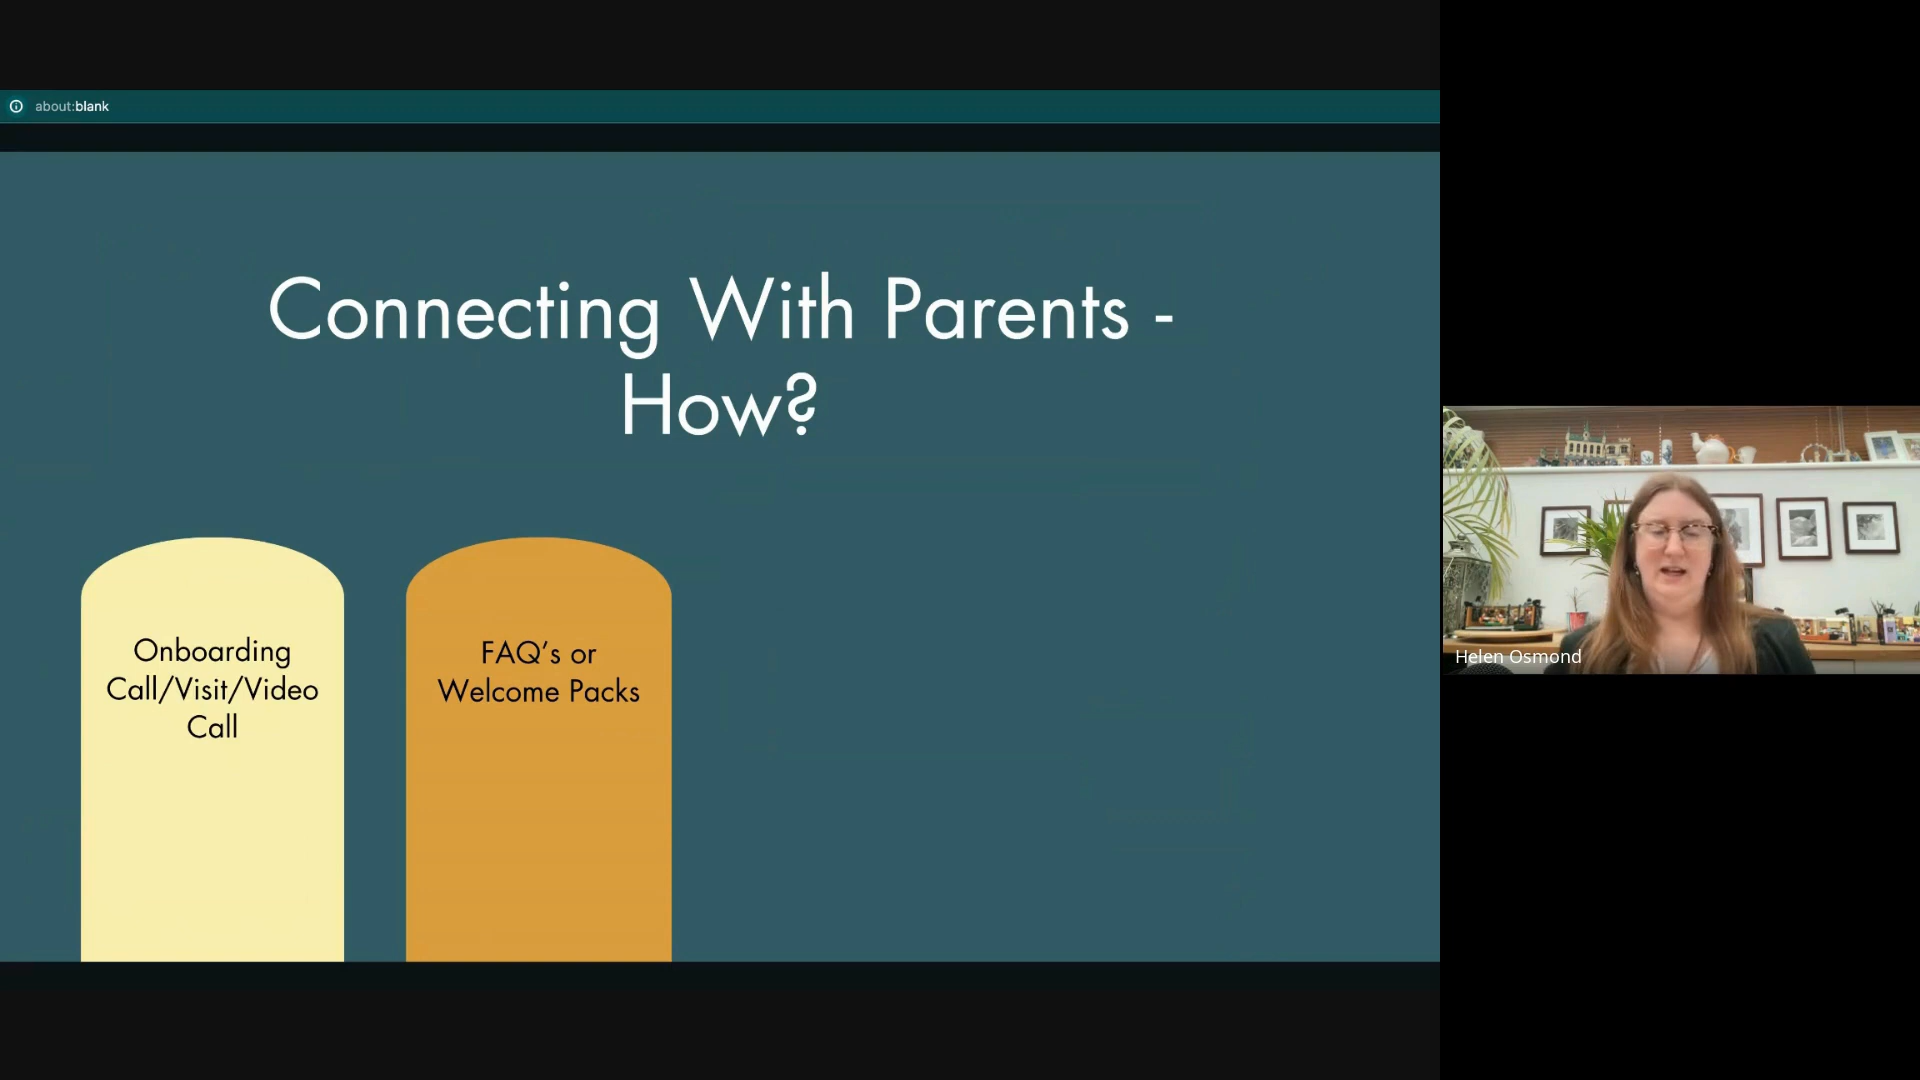 about:blank
Connecting With Parents -
How?
Onboarding
Call/Visit/Video
Call
FAQ’s or
Welcome Packs
Helen Osmond